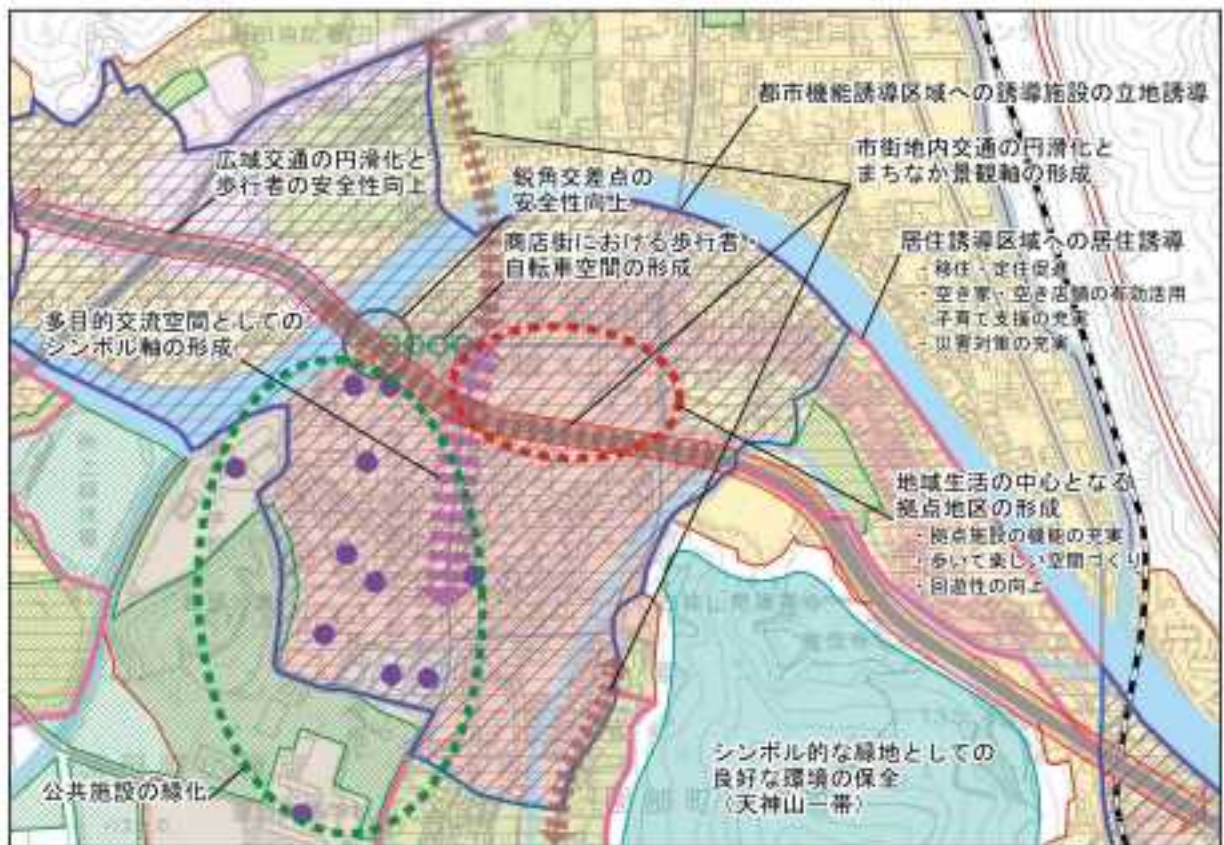 都市機能誘導区域への誘導施設の立地誘導
市街地内交通の円滑化と
まちなか景観軸の形成
広域交通の円滑化と
歩行者の安全性向上
鋭角交差点の
安全性向上
商店街における歩行者・
自転車空間の形成
居住誘導区域への居住誘導
・移住・定住促進
・空き家・空き店舗の有効活用
・子育て支援の充実
・災害対策の充実
多目的交流空間としての
シンボル軸の形成
地域生活の中心となる
拠点地区の形成
・拠点施設の機能の充実
・歩いて楽しい空間づくり
・回遊性の向上
シンボル的な緑地としての
良好な環境の保全
（天神山一帯）
公共施設の緑化